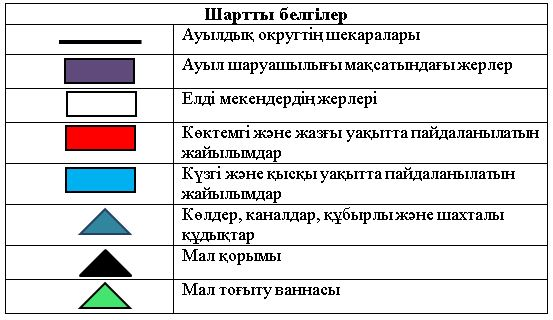 Шартты белгілер
Ауылдық округтің шекаралары
Ауыл шаруашылығы мақсатындағы жерлер
Елді мекендердің жерлері
Көктемгі және жазғы уақытта пайдаланылатын
жайылымдар
Күзгі және қысқы уақытта пайдаланылатын
жайылымдар
Көлдер, каналдар, құбырлы және шахталы
құдықтар
Мал қорымы
Мал тоғыту ваннасы